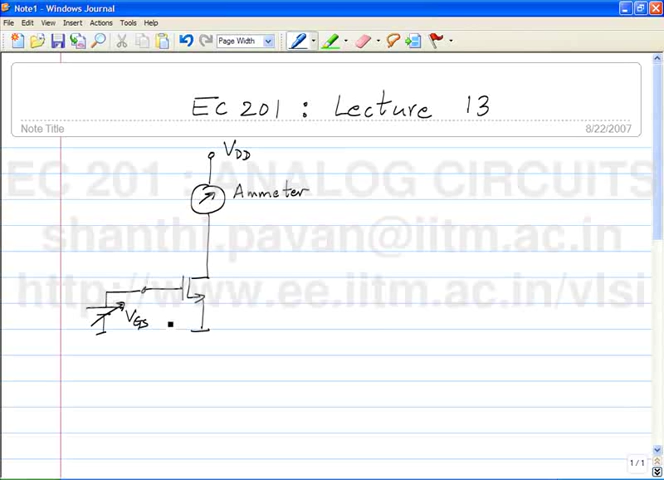 Note1 - Windows Journal
File Edit View Insert Actions Tools Help
Page Width
EC 201 : Lecture 13
Note Title
8/22/2007
VDD
Ammeter
VGS
EC 201 : ANALOG CIRCUITS
shanthi.pavan@iitm.ac.in
http://www.ee.iitm.ac.in/vlsi
1 / 1